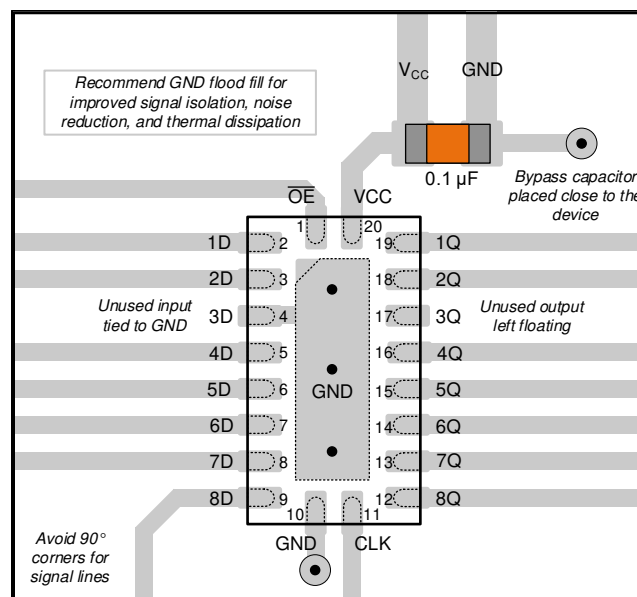 Recommend GND flood fill for
improved signal isolation, noise
reduction, and thermal dissipation
VCC GND
0.1 µF
Bypass capacitor
placed close to the
device
OE VCC
1 20
1D 2 19 1Q
2D 3 18 2Q
Unused input
tied to GND
3D 4 17 3Q
Unused output
left floating
4D 5 16 4Q
5D 6 15 5Q
GND
6D 7 14 6Q
7D 8 13 7Q
8D 9 12 8Q
10 11
GND CLK
Avoid 90°
corners for
signal lines